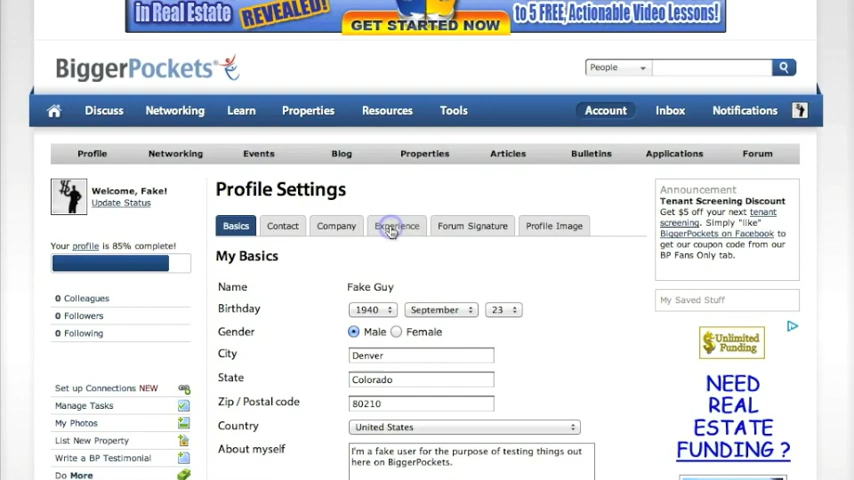 in Real Estate REVEALED! to 5 FREE, Actionable Video Lessons!
GET STARTED NOW
BiggerPockets
People
Discuss Networking Learn Properties Resources Tools Account Inbox Notifications
Profile Networking Events Blog Properties Articles Bulletins Applications Forum
Welcome, Fake!
Update Status
Your profile is 85% complete!
0 Colleagues
0 Followers
0 Following
Set up Connections NEW
Manage Tasks
My Photos
List New Property
Write a BP Testimonial
Do More
Profile Settings
Basics Contact Company Experience Forum Signature Profile Image
My Basics
Name Fake Guy
Birthday 1940 September 23
Gender Male Female
City Denver
State Colorado
Zip / Postal code 80210
Country United States
About myself I'm a fake user for the purpose of testing things out
here on BiggerPockets.
Announcement
Tenant Screening Discount
Get $5 off your next tenant
screening. Simply "like"
BiggerPockets on Facebook to
get our coupon code from our
BP Fans Only tab.
My Saved Stuff
Unlimited
Funding
NEED
REAL
ESTATE
FUNDING ?